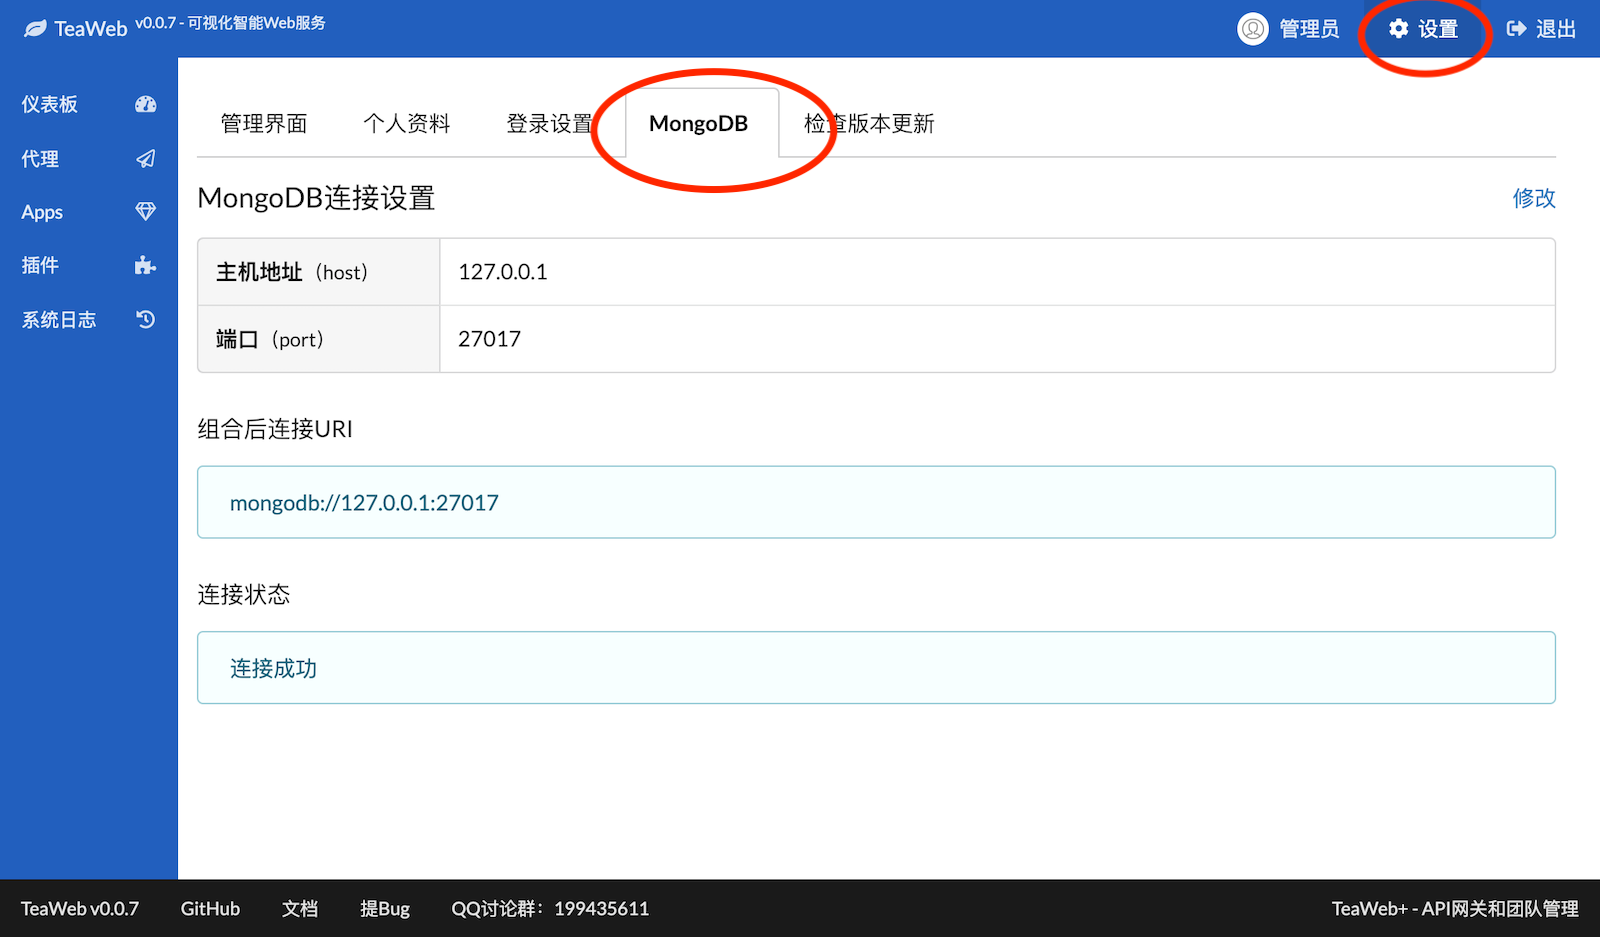 TeaWeb v0.0.7 - 可视化智能Web服务
管理员 设置 退出
仪表板
代理
Apps
插件
系统日志
管理界面 个人资料 登录设置 MongoDB 检查版本更新
MongoDB连接设置 修改
主机地址（host） 127.0.0.1
端口（port） 27017
组合后连接URI
mongodb://127.0.0.1:27017
连接状态
连接成功
TeaWeb v0.0.7 GitHub 文档 提Bug QQ讨论群：199435611 TeaWeb+ - API网关和团队管理